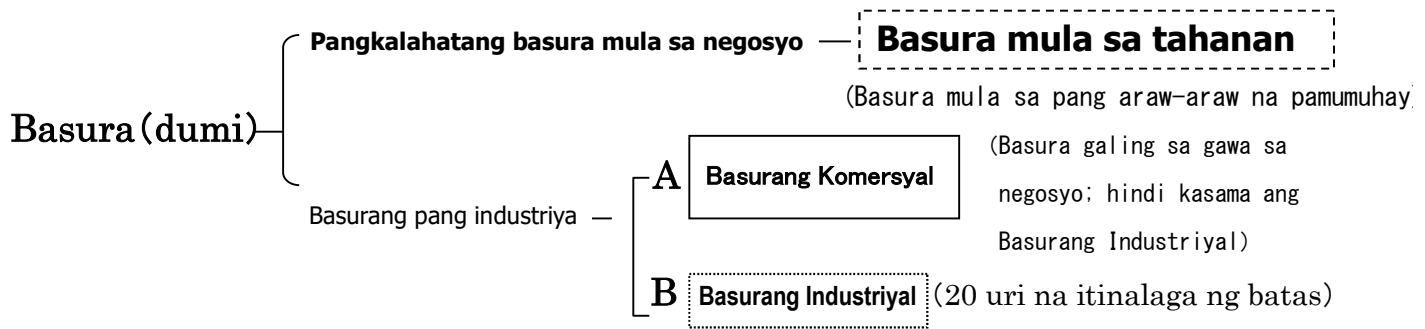 Pangkalahatang basura mula sa negosyo — Basura mula sa tahanan
(Basura mula sa pang araw-araw na pamumuhay)
Basura(dumi)
A Basurang Komersyal
(Basura galing sa gawa sa
negosyo; hindi kasama ang
Basurang Industriyal)
Basurang pang industriya —
B Basurang Industriyal (20 uri na itinalaga ng batas)